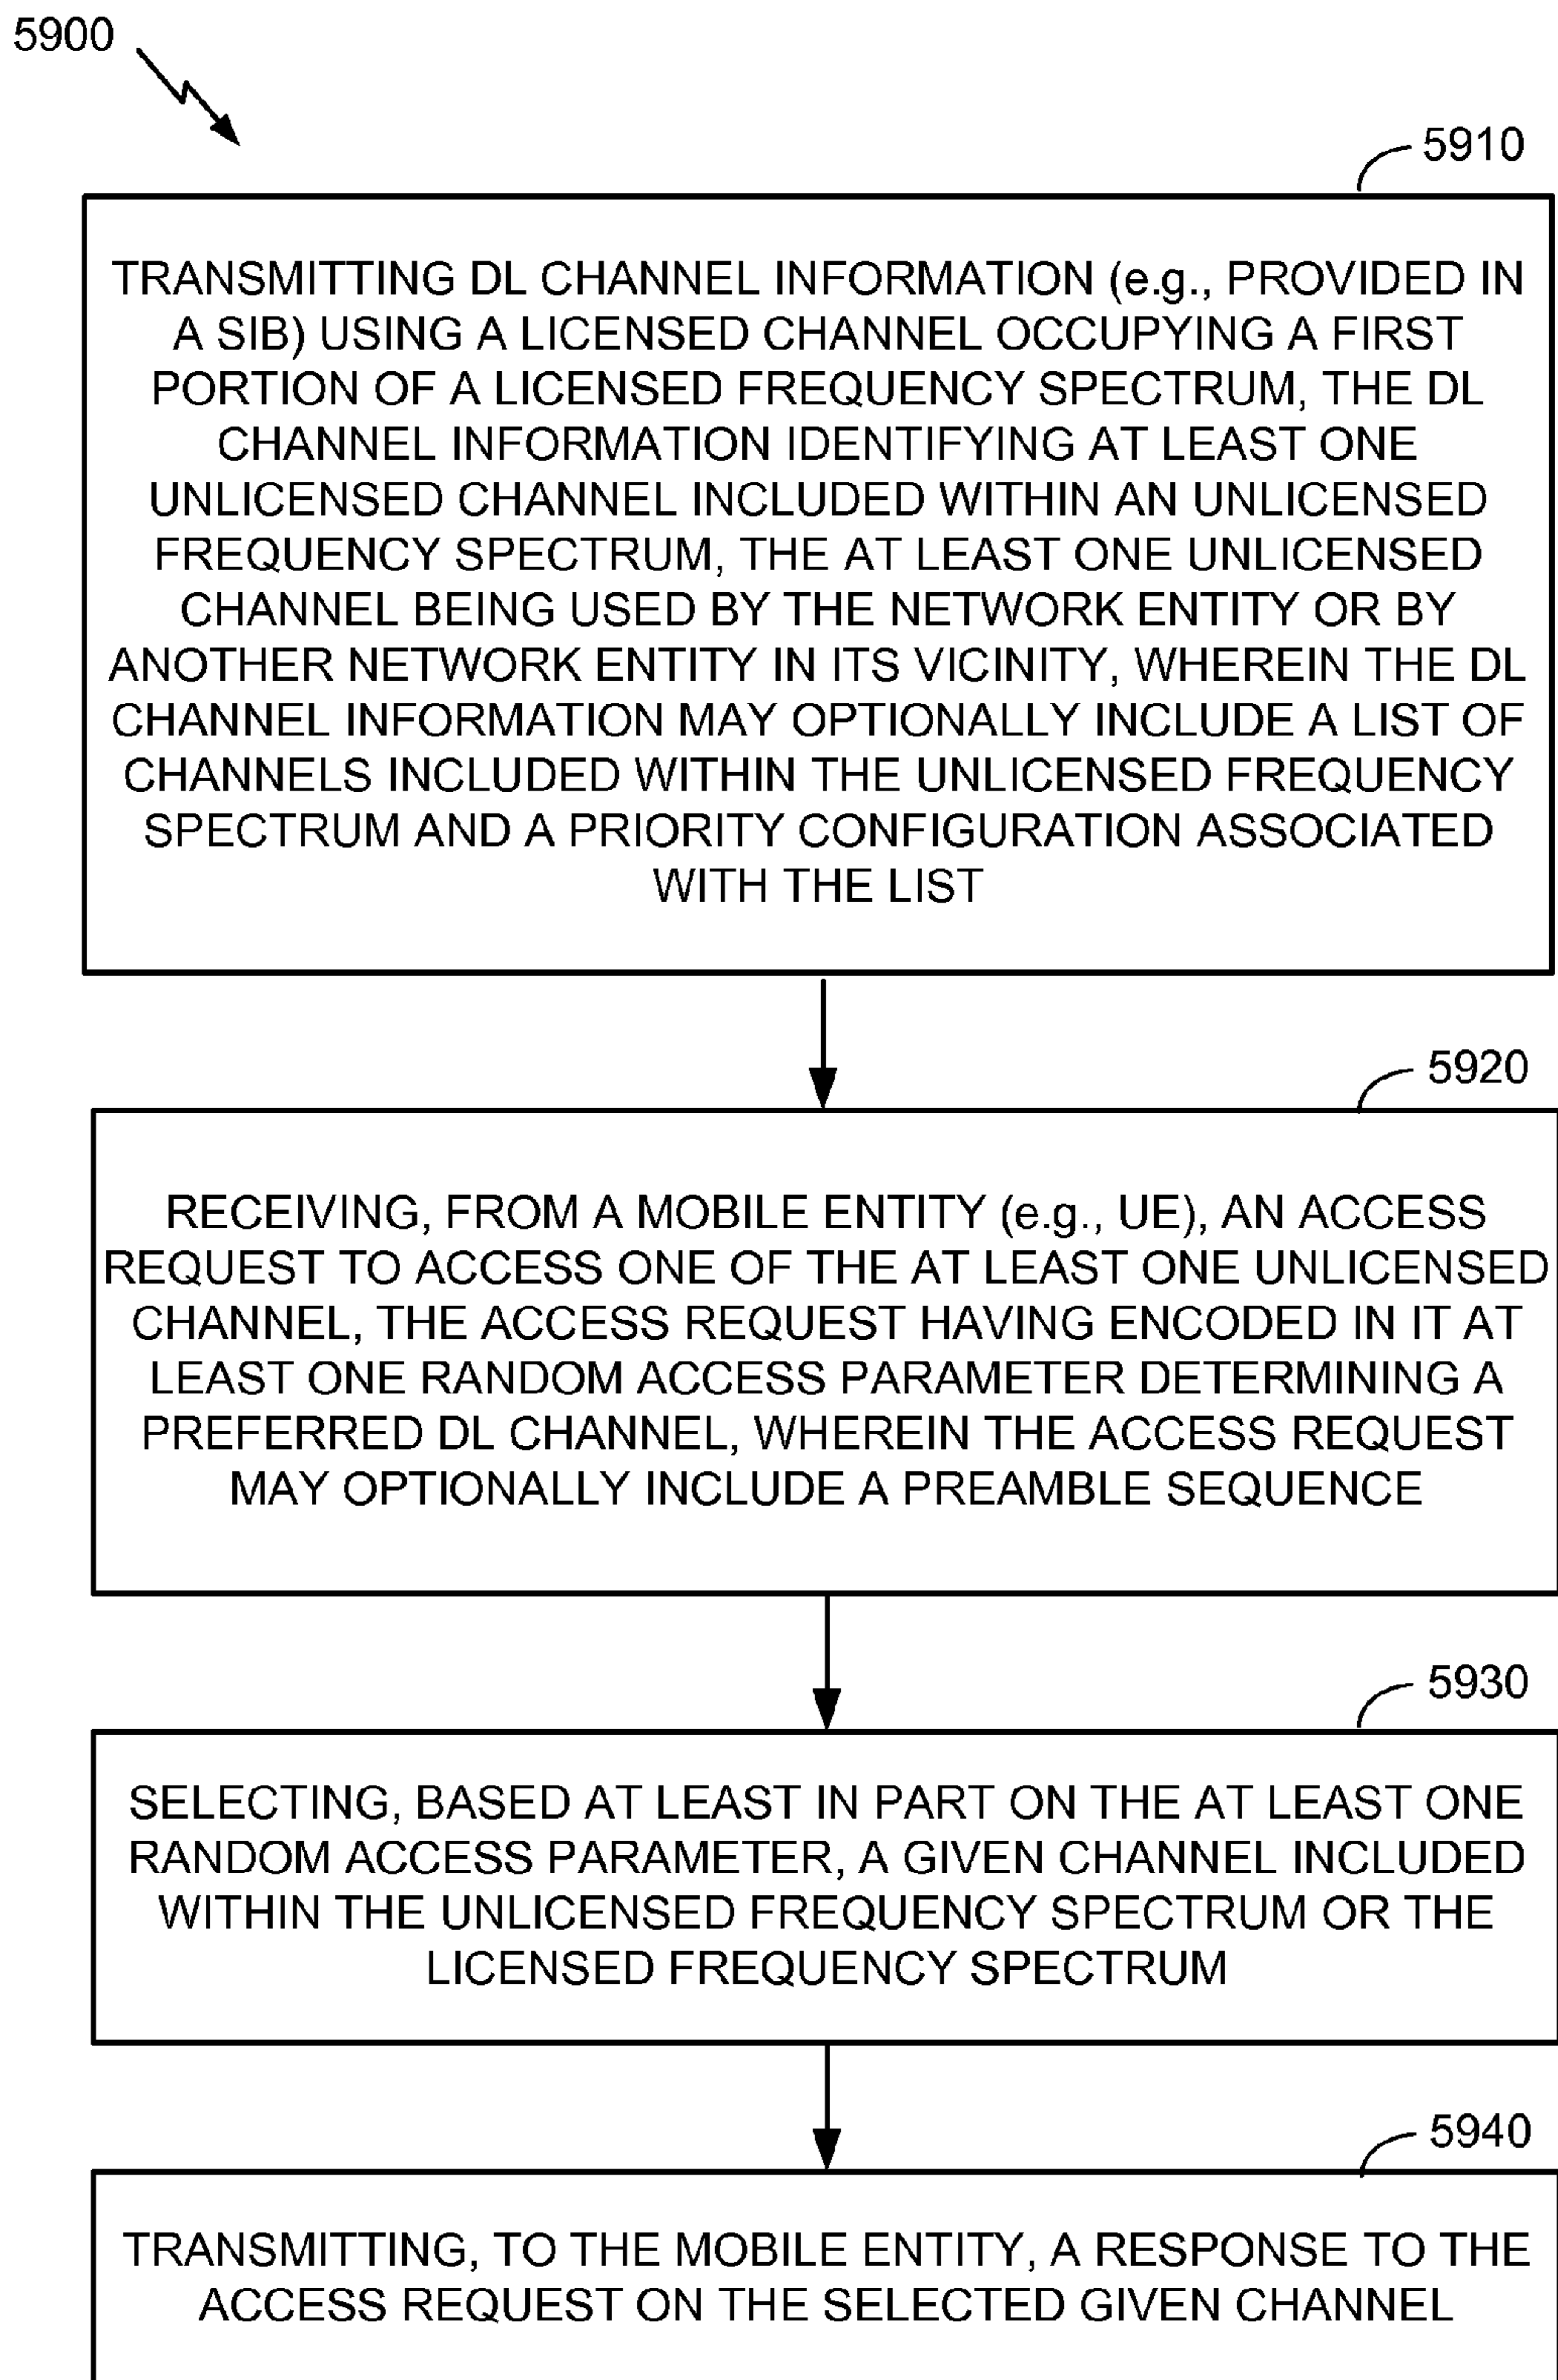 5900
5910
TRANSMITTING DL CHANNEL INFORMATION (e.g., PROVIDED IN
A SIB) USING A LICENSED CHANNEL OCCUPYING A FIRST
PORTION OF A LICENSED FREQUENCY SPECTRUM, THE DL
CHANNEL INFORMATION IDENTIFYING AT LEAST ONE
UNLICENSED CHANNEL INCLUDED WITHIN AN UNLICENSED
FREQUENCY SPECTRUM, THE AT LEAST ONE UNLICENSED
CHANNEL BEING USED BY THE NETWORK ENTITY OR BY
ANOTHER NETWORK ENTITY IN ITS VICINITY, WHEREIN THE DL
CHANNEL INFORMATION MAY OPTIONALLY INCLUDE A LIST OF
CHANNELS INCLUDED WITHIN THE UNLICENSED FREQUENCY
SPECTRUM AND A PRIORITY CONFIGURATION ASSOCIATED
WITH THE LIST
5920
RECEIVING, FROM A MOBILE ENTITY (e.g., UE), AN ACCESS
REQUEST TO ACCESS ONE OF THE AT LEAST ONE UNLICENSED
CHANNEL, THE ACCESS REQUEST HAVING ENCODED IN IT AT
LEAST ONE RANDOM ACCESS PARAMETER DETERMINING A
PREFERRED DL CHANNEL, WHEREIN THE ACCESS REQUEST
MAY OPTIONALLY INCLUDE A PREAMBLE SEQUENCE
5930
SELECTING, BASED AT LEAST IN PART ON THE AT LEAST ONE
RANDOM ACCESS PARAMETER, A GIVEN CHANNEL INCLUDED
WITHIN THE UNLICENSED FREQUENCY SPECTRUM OR THE
LICENSED FREQUENCY SPECTRUM
5940
TRANSMITTING, TO THE MOBILE ENTITY, A RESPONSE TO THE
ACCESS REQUEST ON THE SELECTED GIVEN CHANNEL